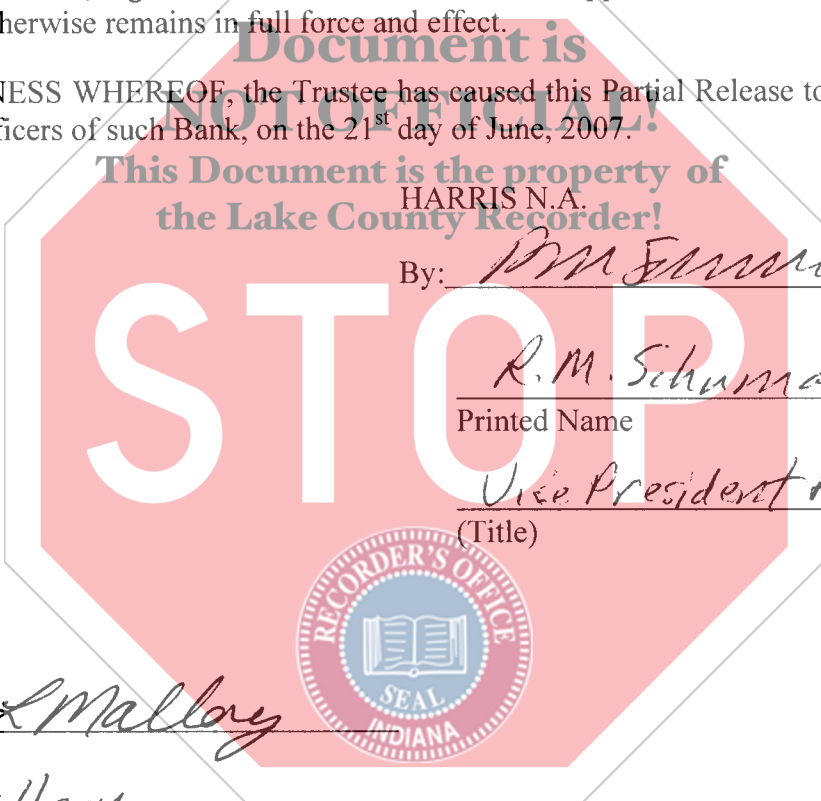 herwise remains in full force and effect.
Document is
NESS WHEREOF, the Trustee has caused this Partial Release to
NOT OFFICIAL!
ficers of such Bank, on the 21st day of June, 2007.
This Document is the property of
HARRIS N.A.
the Lake County Recorder!
By:
STOP
R. M. Schuma
Printed Name
Vice President
(Title)
RECORDER'S OFFICE
SEAL
INDIANA
L Mallory